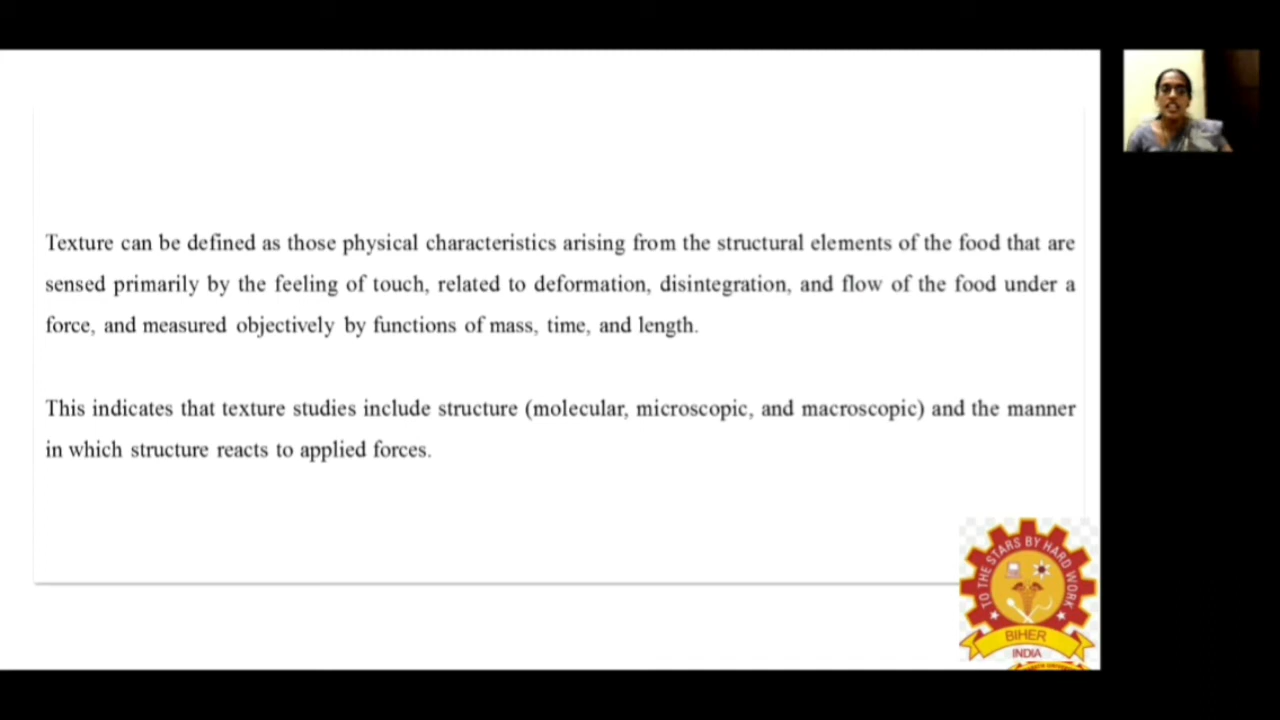 Texture can be defined as those physical characteristics arising from the structural elements of the food that are
sensed primarily by the feeling of touch, related to deformation, disintegration, and flow of the food under a
force, and measured objectively by functions of mass, time, and length.
This indicates that texture studies include structure (molecular, microscopic, and macroscopic) and the manner
in which structure reacts to applied forces.
TO THE STARS BY HARD WORK
BIHER
INDIA